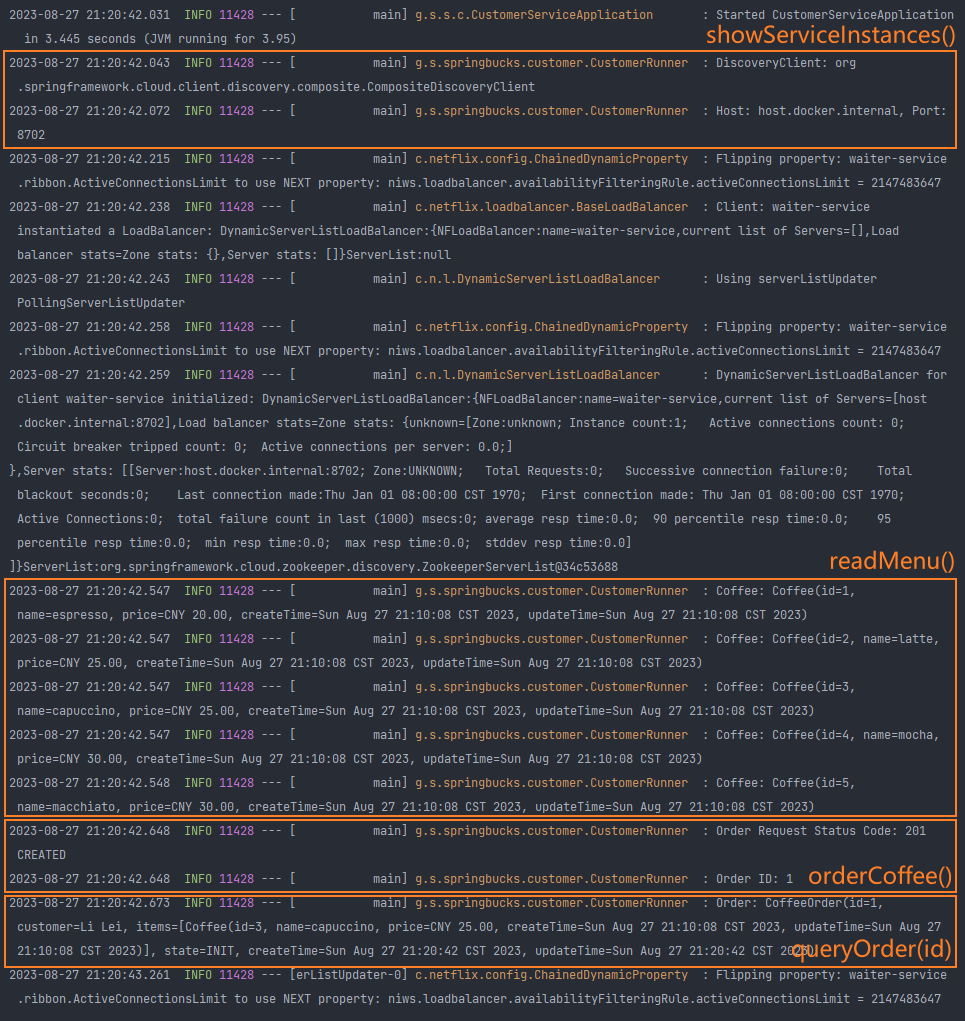 2023-08-27 21:20:42.031  INFO 11428 --- [           main] g.s.s.c.CustomerServiceApplication       : Started CustomerServiceApplication
in 3.445 seconds (JVM running for 3.95)
showServiceInstances()
2023-08-27 21:20:42.043  INFO 11428 --- [           main] g.s.springbucks.customer.CustomerRunner  : DiscoveryClient: org
.springframework.cloud.client.discovery.composite.CompositeDiscoveryClient
2023-08-27 21:20:42.072  INFO 11428 --- [           main] g.s.springbucks.customer.CustomerRunner  : Host: host.docker.internal, Port:
8702
2023-08-27 21:20:42.215  INFO 11428 --- [           main] c.netflix.config.ChainedDynamicProperty  : Flipping property: waiter-service
.ribbon.ActiveConnectionsLimit to use NEXT property: niws.loadbalancer.availabilityFilteringRule.activeConnectionsLimit = 2147483647
2023-08-27 21:20:42.238  INFO 11428 --- [           main] c.netflix.loadbalancer.BaseLoadBalancer  : Client: waiter-service
instantiated a LoadBalancer: DynamicServerListLoadBalancer:{NFLoadBalancer:name=waiter-service,current list of Servers=[],Load
balancer stats=Zone stats: {},Server stats: []}ServerList:null
2023-08-27 21:20:42.243  INFO 11428 --- [           main] c.n.l.DynamicServerListLoadBalancer      : Using serverListUpdater
PollingServerListUpdater
2023-08-27 21:20:42.258  INFO 11428 --- [           main] c.netflix.config.ChainedDynamicProperty  : Flipping property: waiter-service
.ribbon.ActiveConnectionsLimit to use NEXT property: niws.loadbalancer.availabilityFilteringRule.activeConnectionsLimit = 2147483647
2023-08-27 21:20:42.259  INFO 11428 --- [           main] c.n.l.DynamicServerListLoadBalancer      : DynamicServerListLoadBalancer for
client waiter-service initialized: DynamicServerListLoadBalancer:{NFLoadBalancer:name=waiter-service,current list of Servers=[host
.docker.internal:8702],Load balancer stats=Zone stats: {unknown=[Zone:unknown;	Instance count:1;	Active connections count: 0;
Circuit breaker tripped count: 0;	Active connections per server: 0.0;]
},Server stats: [[Server:host.docker.internal:8702;	Zone:UNKNOWN;	Total Requests:0;	Successive connection failure:0;	Total
blackout seconds:0;	Last connection made:Thu Jan 01 08:00:00 CST 1970;	First connection made: Thu Jan 01 08:00:00 CST 1970;
Active Connections:0;	total failure count in last (1000) msecs:0;	average resp time:0.0;	90 percentile resp time:0.0;	95
percentile resp time:0.0;	min resp time:0.0;	max resp time:0.0;	stddev resp time:0.0]
]}ServerList:org.springframework.cloud.zookeeper.discovery.ZookeeperServerList@34c53688
readMenu()
2023-08-27 21:20:42.547  INFO 11428 --- [           main] g.s.springbucks.customer.CustomerRunner  : Coffee: Coffee(id=1,
name=espresso, price=CNY 20.00, createTime=Sun Aug 27 21:10:08 CST 2023, updateTime=Sun Aug 27 21:10:08 CST 2023)
2023-08-27 21:20:42.547  INFO 11428 --- [           main] g.s.springbucks.customer.CustomerRunner  : Coffee: Coffee(id=2, name=latte,
price=CNY 25.00, createTime=Sun Aug 27 21:10:08 CST 2023, updateTime=Sun Aug 27 21:10:08 CST 2023)
2023-08-27 21:20:42.547  INFO 11428 --- [           main] g.s.springbucks.customer.CustomerRunner  : Coffee: Coffee(id=3,
name=capuccino, price=CNY 25.00, createTime=Sun Aug 27 21:10:08 CST 2023, updateTime=Sun Aug 27 21:10:08 CST 2023)
2023-08-27 21:20:42.547  INFO 11428 --- [           main] g.s.springbucks.customer.CustomerRunner  : Coffee: Coffee(id=4, name=mocha,
price=CNY 30.00, createTime=Sun Aug 27 21:10:08 CST 2023, updateTime=Sun Aug 27 21:10:08 CST 2023)
2023-08-27 21:20:42.548  INFO 11428 --- [           main] g.s.springbucks.customer.CustomerRunner  : Coffee: Coffee(id=5,
name=macchiato, price=CNY 30.00, createTime=Sun Aug 27 21:10:08 CST 2023, updateTime=Sun Aug 27 21:10:08 CST 2023)
2023-08-27 21:20:42.648  INFO 11428 --- [           main] g.s.springbucks.customer.CustomerRunner  : Order Request Status Code: 201
CREATED
2023-08-27 21:20:42.648  INFO 11428 --- [           main] g.s.springbucks.customer.CustomerRunner  : Order ID: 1
orderCoffee()
2023-08-27 21:20:42.673  INFO 11428 --- [           main] g.s.springbucks.customer.CustomerRunner  : Order: CoffeeOrder(id=1,
customer=Li Lei, items=[Coffee(id=3, name=capuccino, price=CNY 25.00, createTime=Sun Aug 27 21:10:08 CST 2023, updateTime=Sun Aug 27
21:10:08 CST 2023)], state=INIT, createTime=Sun Aug 27 21:20:42 CST 2023, updateTime=Sun Aug 27 21:20:42 CST 2023)
queryOrder(id)
2023-08-27 21:20:43.261  INFO 11428 --- [erListUpdater-0] c.netflix.config.ChainedDynamicProperty  : Flipping property: waiter-service
.ribbon.ActiveConnectionsLimit to use NEXT property: niws.loadbalancer.availabilityFilteringRule.activeConnectionsLimit = 2147483647